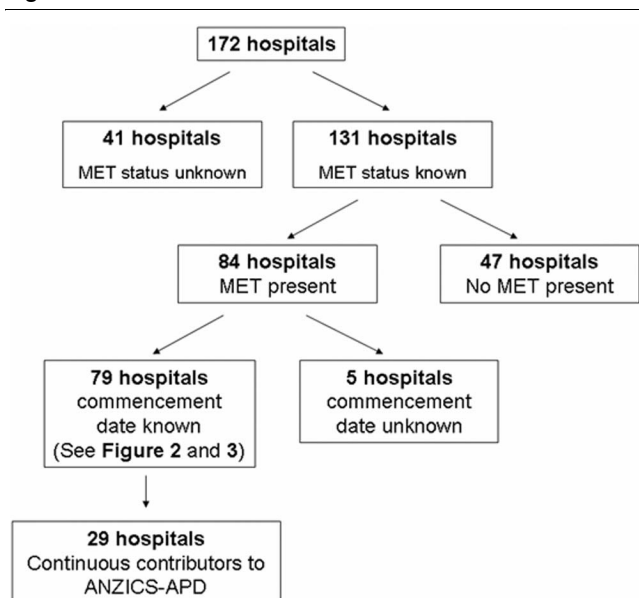 172 hospitals
41 hospitals
MET status unknown
131 hospitals
MET status known
84 hospitals
MET present
47 hospitals
No MET present
79 hospitals
commencement
date known
(See Figure 2 and 3)
5 hospitals
commencement
date unknown
29 hospitals
Continuous contributors to
ANZICS-APD